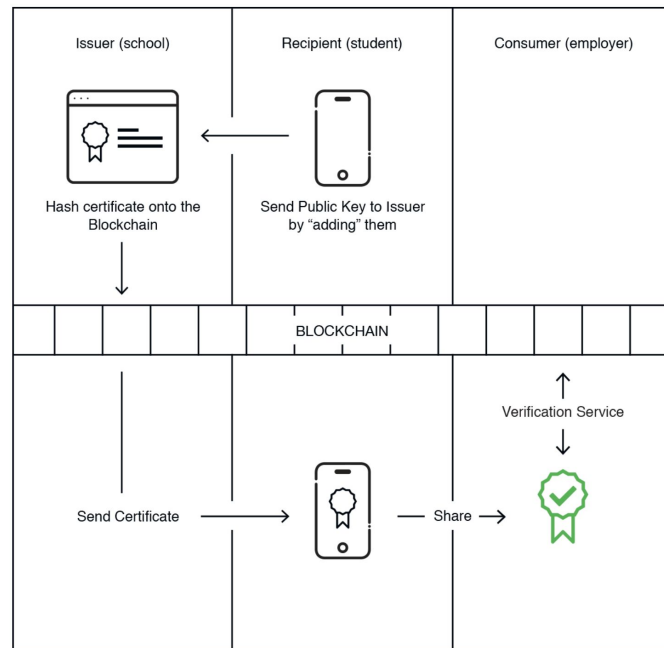 Issuer (school)
Recipient (student)
Consumer (employer)
Hash certificate onto the
Blockchain
Send Public Key to Issuer
by “adding” them
BLOCKCHAIN
Verification Service
Send Certificate
Share